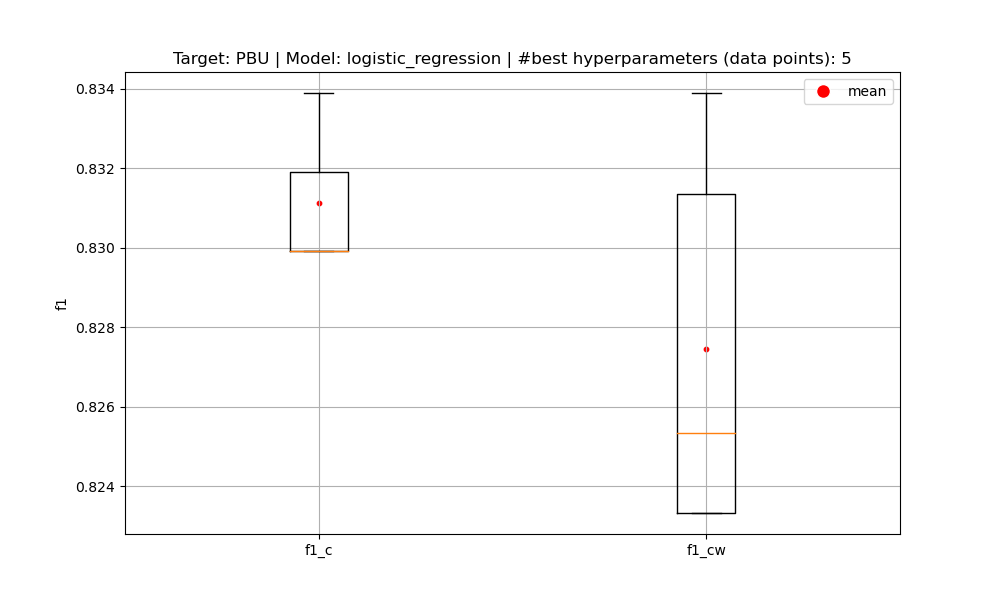 Target: PBU | Model: logistic_regression | #best hyperparameters (data points): 5
mean
0.834
0.832
0.830
0.828
0.826
0.824
f1
f1_c
f1_cw